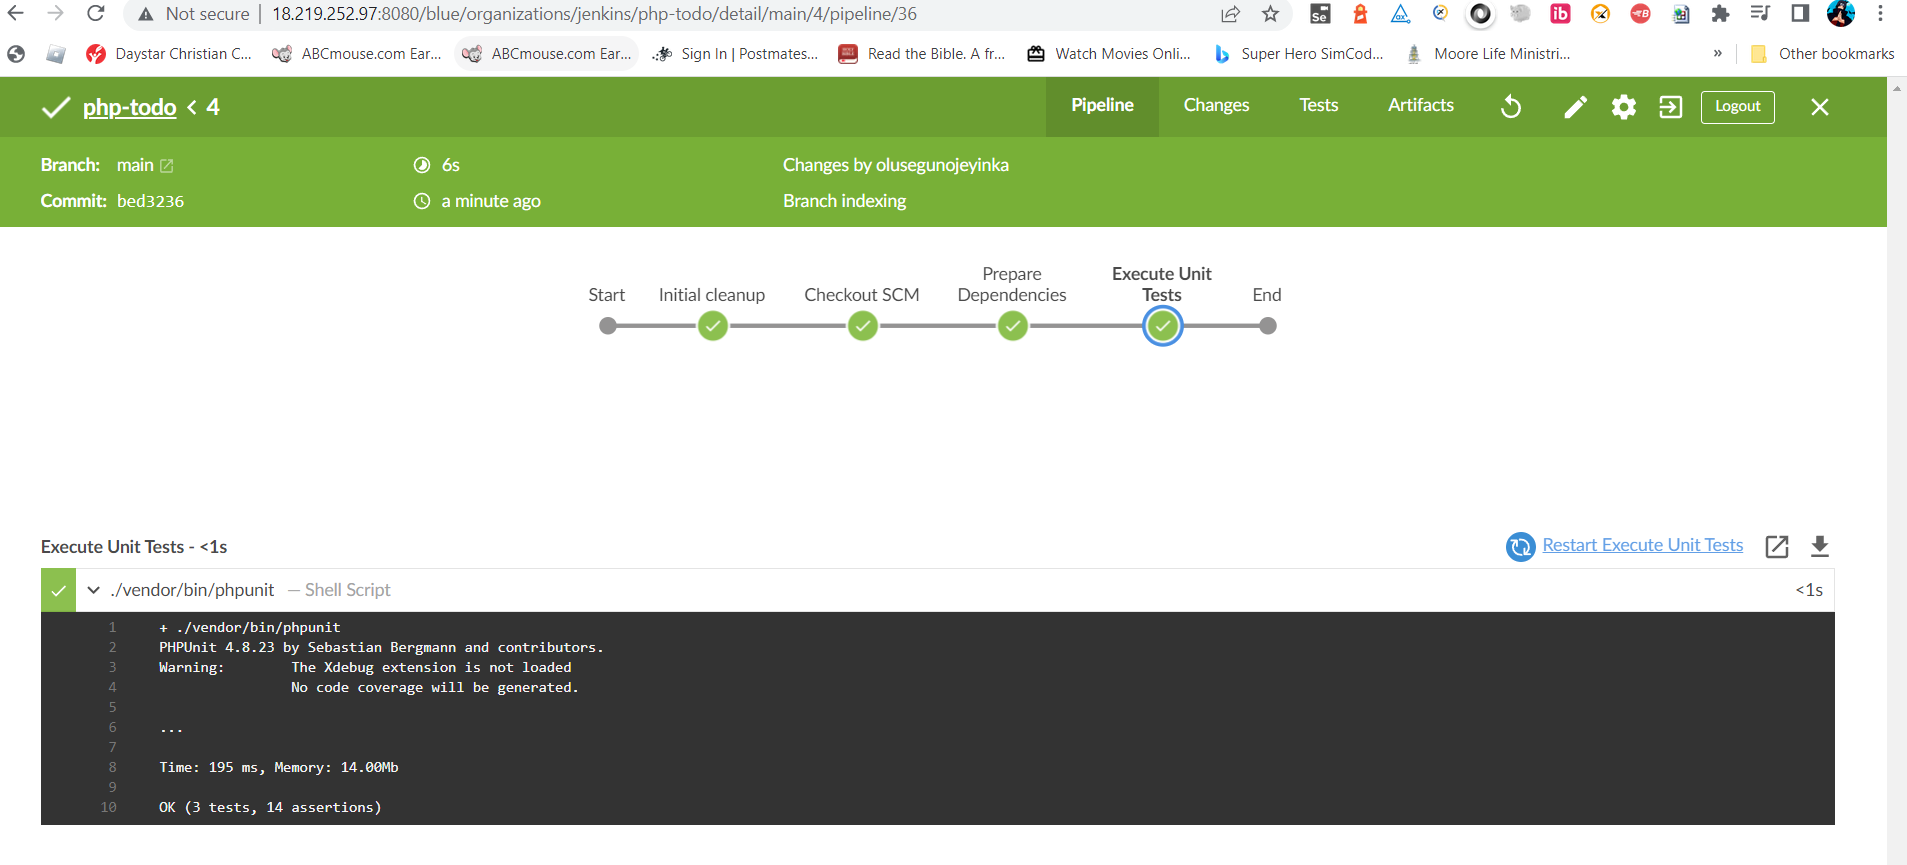 Not secure | 18.219.252.97:8080/blue/organizations/jenkins/php-todo/detail/main/4/pipeline/36
Daystar Christian C... ABCmouse.com Ear... ABCmouse.com Ear... Sign In | Postmates... Read the Bible. A fr... Watch Movies Onli... Super Hero SimCod... Moore Life Ministri... » Other bookmarks
php-todo < 4 Pipeline Changes Tests Artifacts Logout
Branch: main 6s Changes by olusegunojeyinka
Commit: bed3236 a minute ago Branch indexing
Start Initial cleanup Checkout SCM Prepare Dependencies Execute Unit Tests End
Execute Unit Tests - <1s Restart Execute Unit Tests
./vendor/bin/phpunit — Shell Script <1s
1 + ./vendor/bin/phpunit
2 PHPUnit 4.8.23 by Sebastian Bergmann and contributors.
3 Warning: The Xdebug extension is not loaded
4 No code coverage will be generated.
5
6 ...
7
8 Time: 195 ms, Memory: 14.00Mb
9
10 OK (3 tests, 14 assertions)